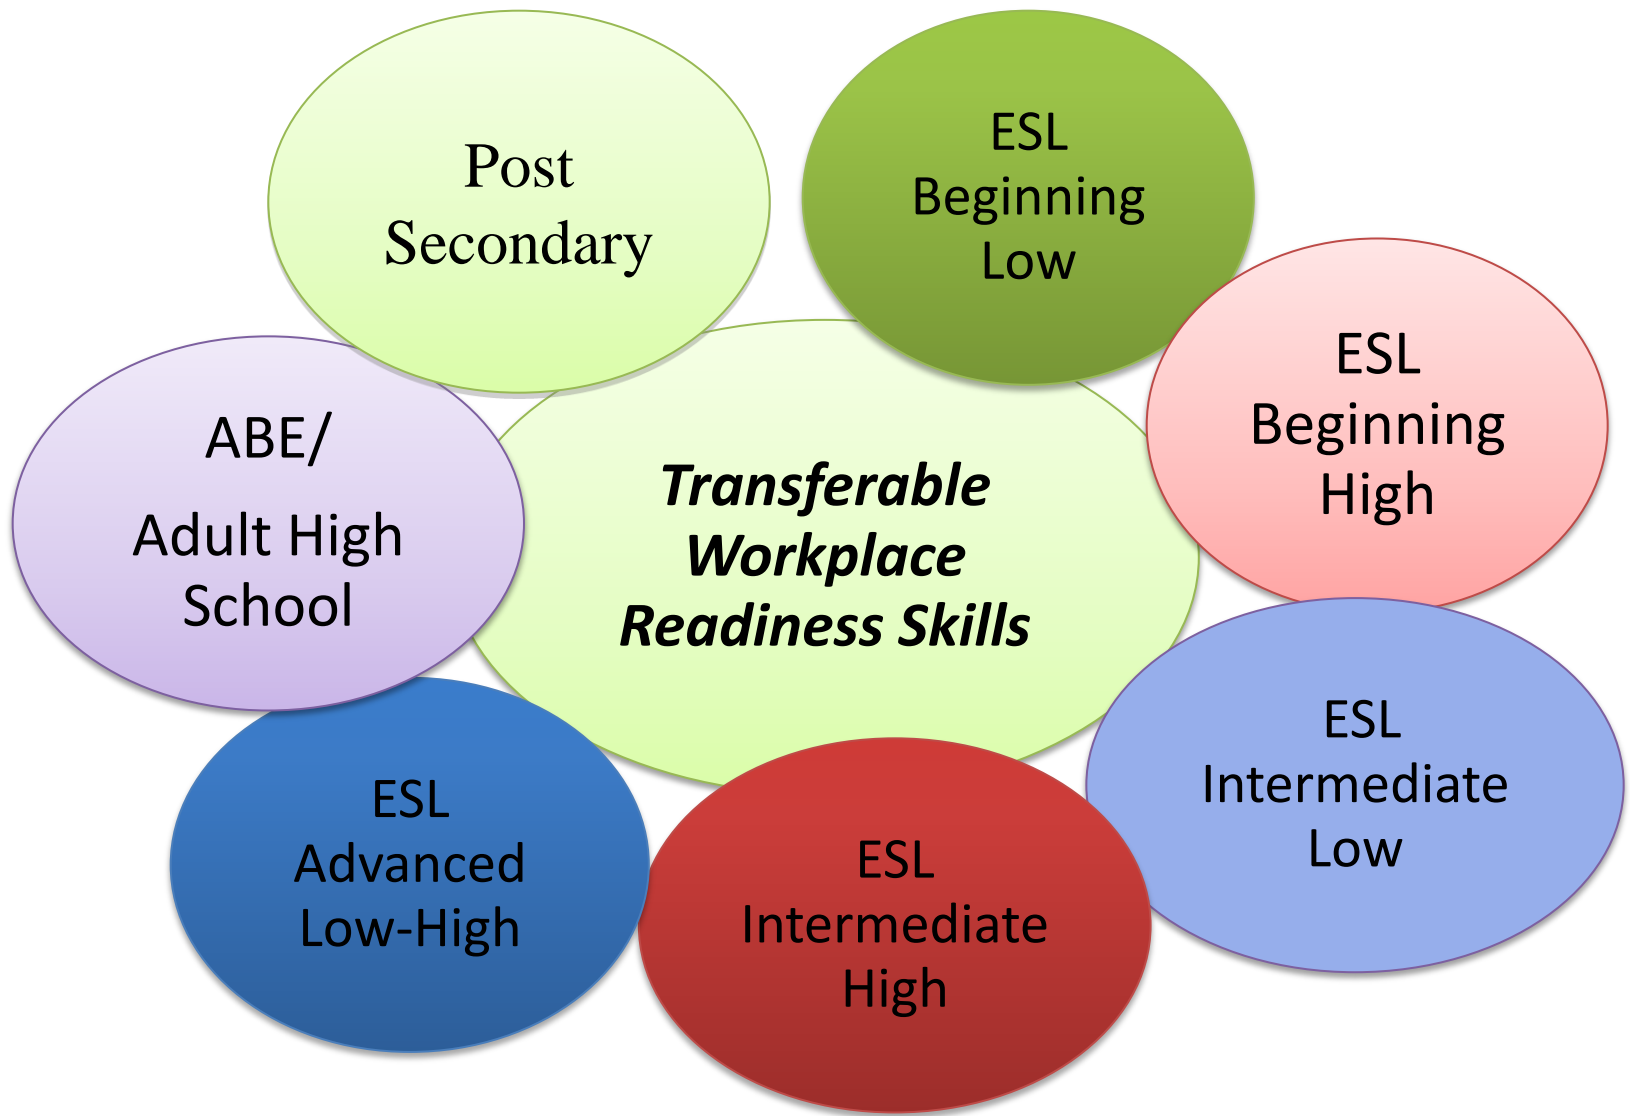 Post
Secondary
ESL
Beginning
Low
ESL
Beginning
High
ABE/
Adult High
School
Transferable
Workplace
Readiness Skills
ESL
Intermediate
Low
ESL
Advanced
Low-High
ESL
Intermediate
High